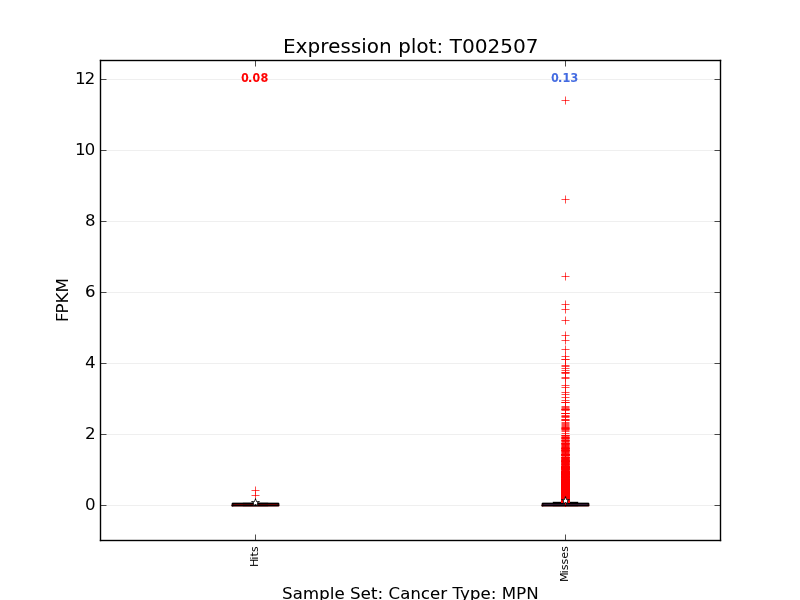 Expression plot: T002507
0.08
0.13
12
10
8
6
4
2
0
FPKM
Hits
Misses
Sample Set: Cancer Type: MPN